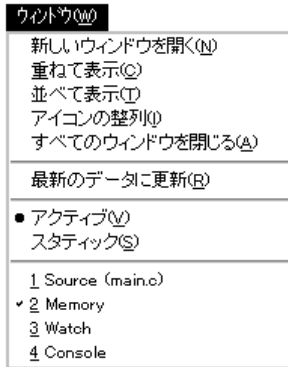 ウィンドウ(W)
新しいウィンドウを開く(N)
重ねて表示(C)
並べて表示(T)
アイコンの整列(I)
すべてのウィンドウを閉じる(A)
最新のデータに更新(R)
● アクティブ(V)
スタティック(S)
1 Source (main.c)
✓ 2 Memory
3 Watch
4 Console